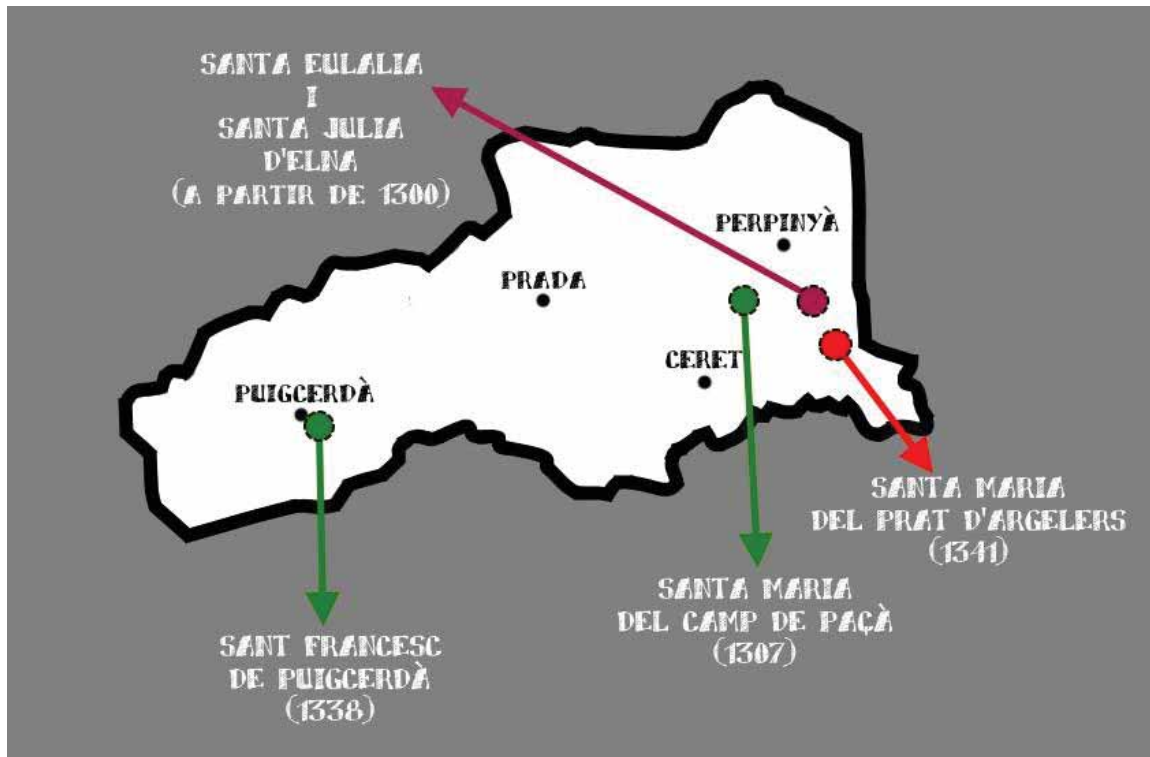 SANTA EULALIA
I
SANTA JULIA
D'ELNA
(A PARTIR DE 1300)
PERPINYÀ
PRADA
CERET
PUIGCERDÀ
SANTA MARIA
DEL PRAT D'ARGELERS
(1341)
SANTA MARIA
DEL CAMP DE PAÇÀ
(1307)
SANT FRANCESC
DE PUIGCERDÀ
(1338)